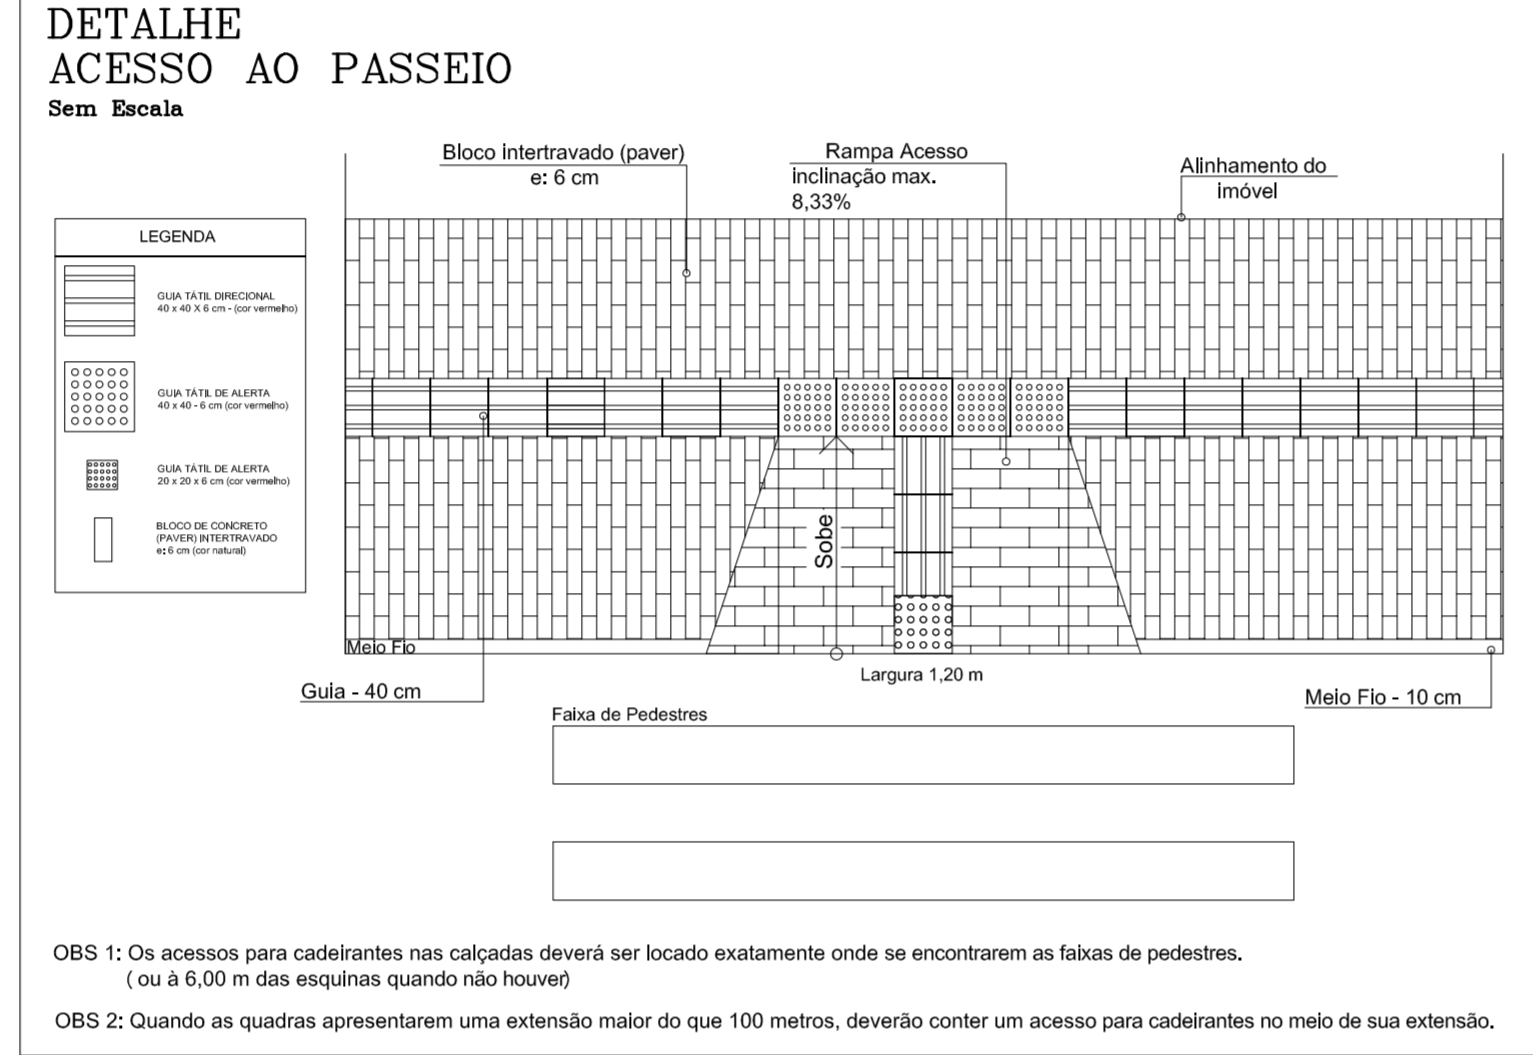 DETALHE
ACESSO AO PASSEIO
Sem Escala
Bloco intertravado (paver)
e: 6 cm
Rampa Acesso
inclinação max.
8,33%
Alinhamento do
imóvel
LEGENDA
GUIA TÁTIL DIRECIONAL
40 x 40 X 6 cm - (cor vermelho)
GUIA TÁTIL DE ALERTA
40 x 40 - 6 cm (cor vermelho)
GUIA TÁTIL DE ALERTA
20 x 20 x 6 cm (cor vermelho)
BLOCO DE CONCRETO
(PAVER) INTERTRAVADO
e: 6 cm (cor natural)
Sobe
Meio Fio
Largura 1,20 m
Guia - 40 cm
Meio Fio - 10 cm
Faixa de Pedestres
OBS 1: Os acessos para cadeirantes nas calçadas deverá ser locado exatamente onde se encontrarem as faixas de pedestres.
( ou à 6,00 m das esquinas quando não houver)
OBS 2: Quando as quadras apresentarem uma extensão maior do que 100 metros, deverão conter um acesso para cadeirantes no meio de sua extensão.